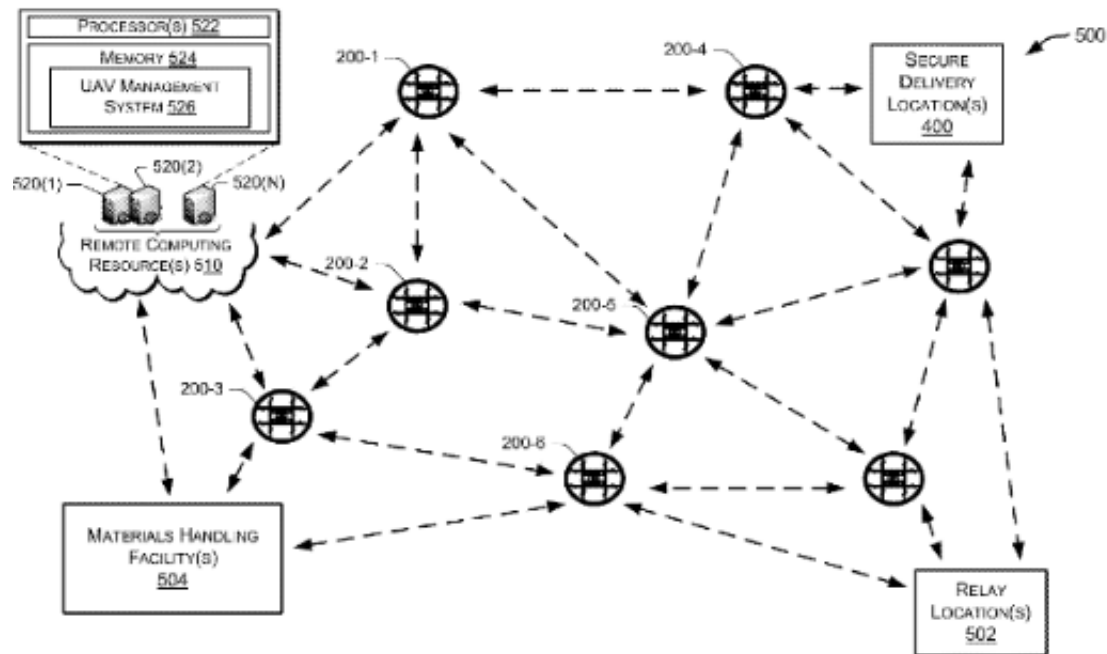 PROCESSOR(S) 522
MEMORY 524
UAV MANAGEMENT
SYSTEM 526
520(1)
520(2)
520(N)
REMOTE COMPUTING
RESOURCE(S) 510
200-1
200-4
SECURE
DELIVERY
LOCATION(S)
400
500
200-2
200-5
200-3
200-6
MATERIALS HANDLING
FACILITY(S)
504
RELAY
LOCATION(S)
502